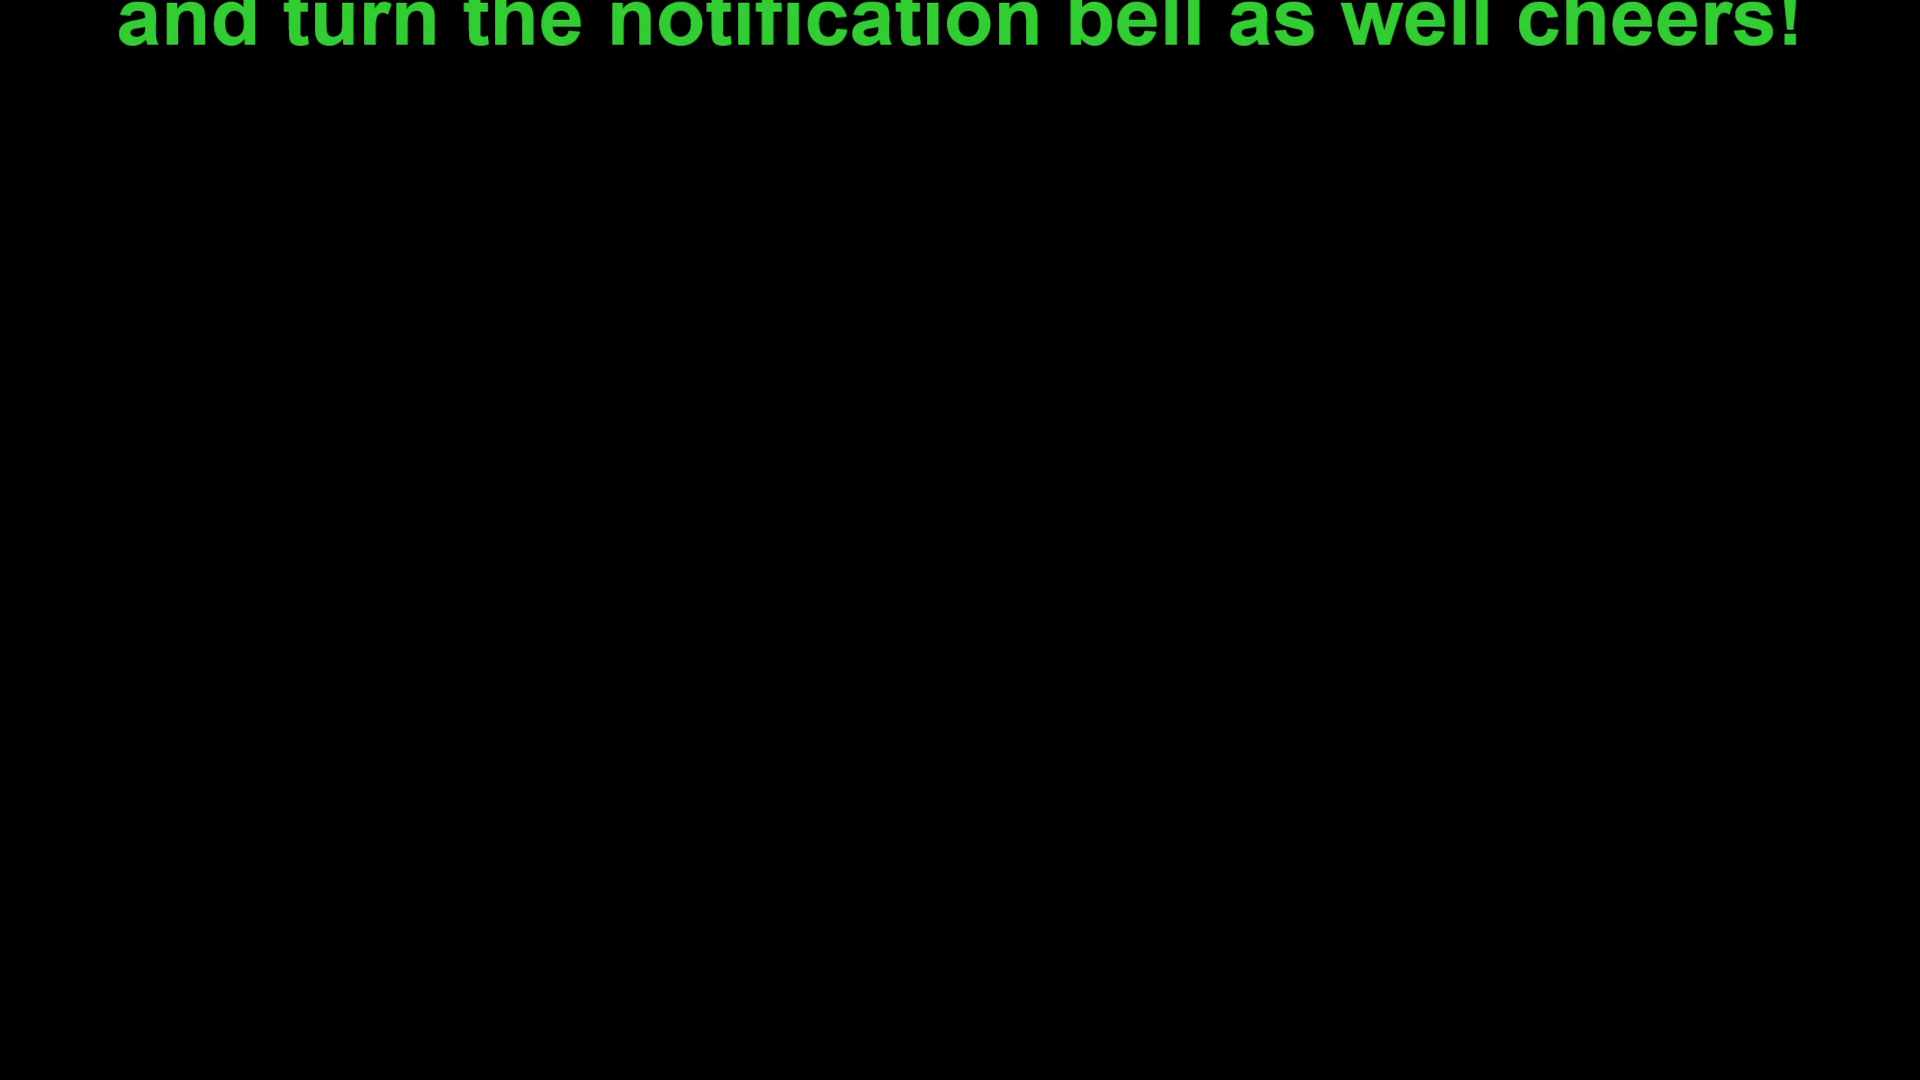 and turn the notification bell as well cheers!